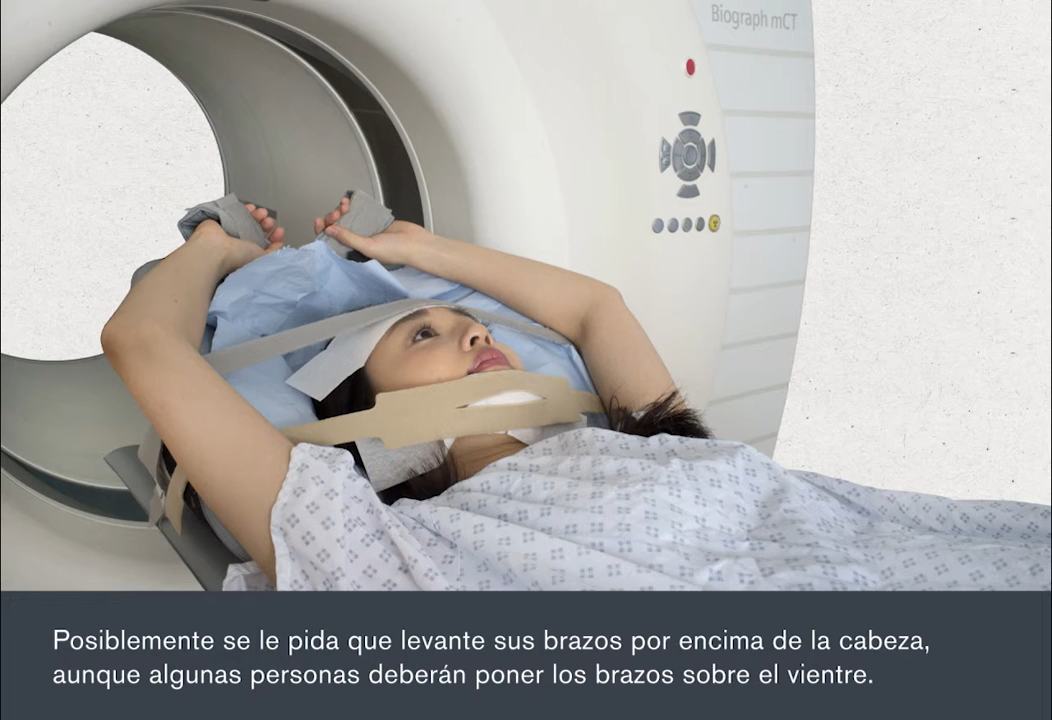 Biograph mCT
Posiblemente se le pida que levante sus brazos por encima de la cabeza,
aunque algunas personas deberán poner los brazos sobre el vientre.